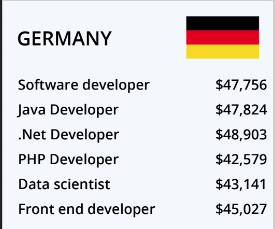 GERMANY
Software developer $47,756
Java Developer $47,824
.Net Developer $48,903
PHP Developer $42,579
Data scientist $43,141
Front end developer $45,027